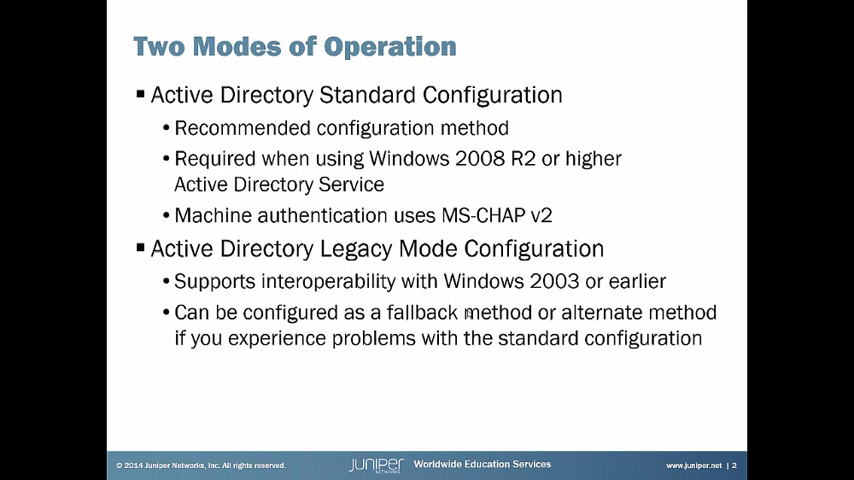 Two Modes of Operation
▪ Active Directory Standard Configuration
• Recommended configuration method
• Required when using Windows 2008 R2 or higher
Active Directory Service
• Machine authentication uses MS-CHAP v2
▪ Active Directory Legacy Mode Configuration
• Supports interoperability with Windows 2003 or earlier
• Can be configured as a fallback method or alternate method
if you experience problems with the standard configuration
© 2014 Juniper Networks, Inc. All rights reserved.
JUNIPER
NETWORKS
Worldwide Education Services
www.juniper.net | 2